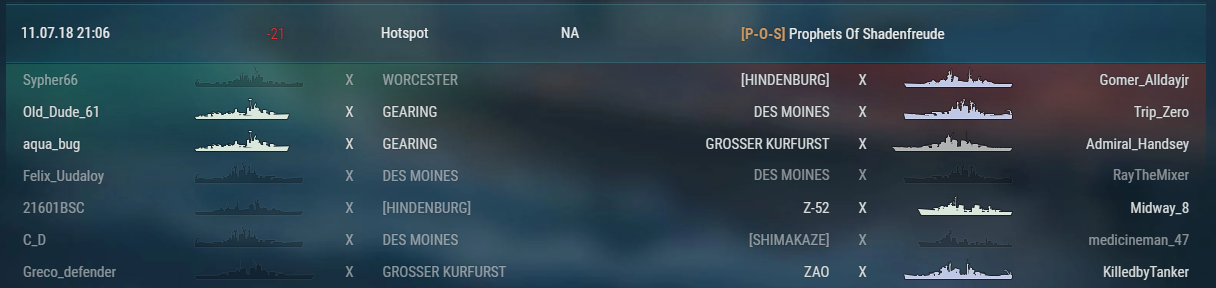 11.07.18 21:06 -21 Hotspot NA [P-O-S] Prophets Of Shadenfreude
Sypher66 X WORCESTER [HINDENBURG] X Gomer_Alldayjr
Old_Dude_61 X GEARING DES MOINES X Trip_Zero
aqua_bug X GEARING GROSSER KURFURST X Admiral_Handsey
Felix_Uudaloy X DES MOINES DES MOINES X RayTheMixer
21601BSC X [HINDENBURG] Z-52 X Midway_8
C_D X DES MOINES [SHIMAKAZE] X medicineman_47
Greco_defender X GROSSER KURFURST ZAO X KilledbyTanker